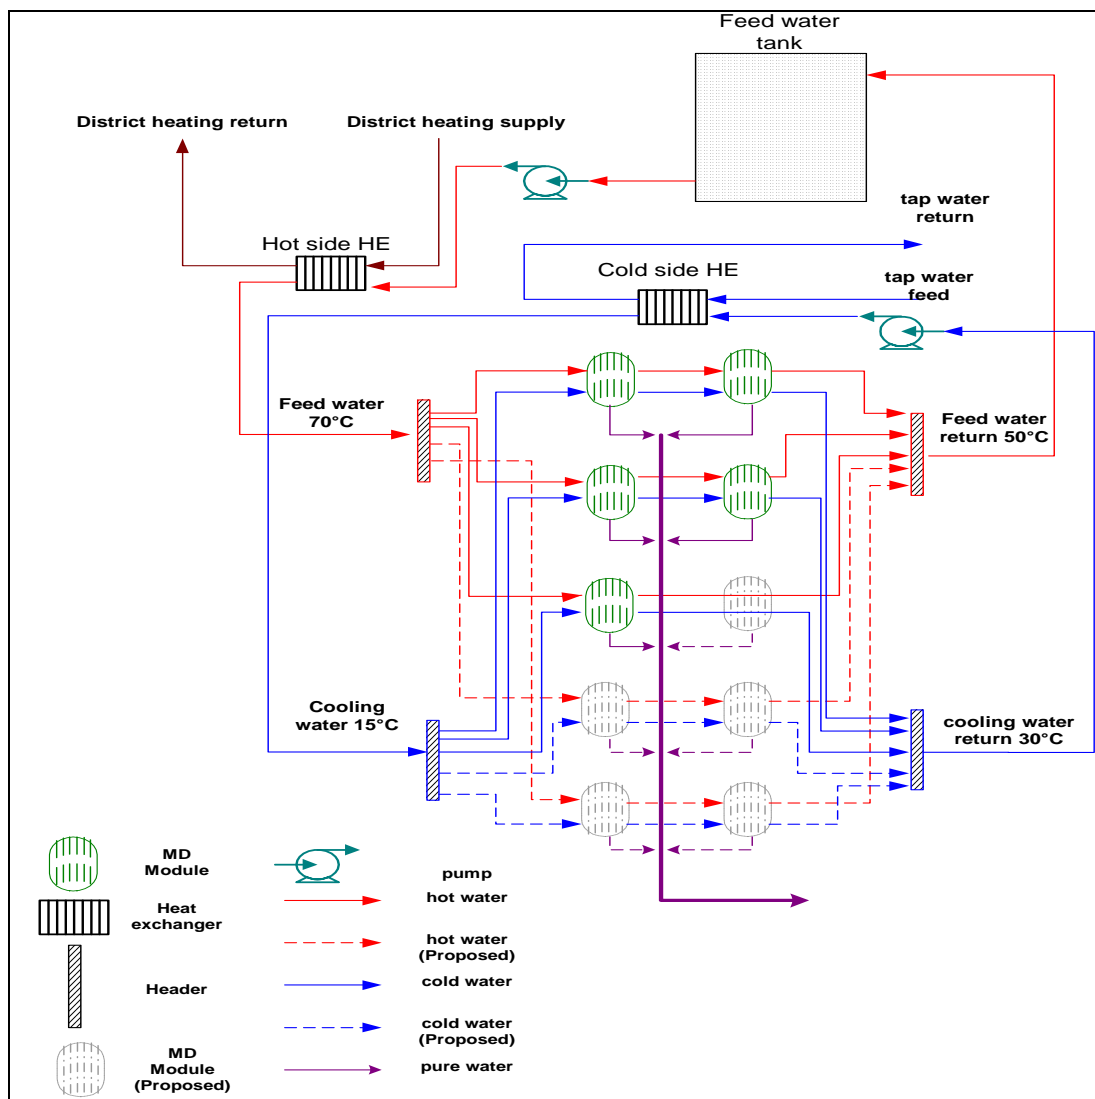 Feed water
tank
District heating return
District heating supply
tap water
return
Hot side HE
Cold side HE
tap water
feed
Feed water
70°C
Feed water
return 50°C
Cooling
water 15°C
cooling water
return 30°C
MD
Module
pump
Heat
exchanger
hot water
hot water
(Proposed)
Header
cold water
cold water
(Proposed)
MD
Module
(Proposed)
pure water